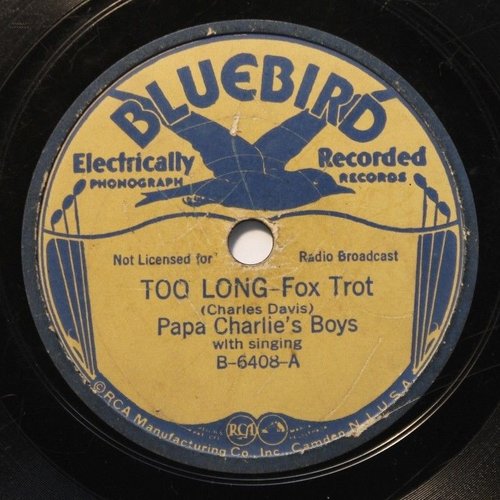 BLUEBIRD
Electrically Recorded
PHONOGRAPH RECORDS
Not Licensed for Radio Broadcast
TOO LONG-Fox Trot
(Charles Davis)
Papa Charlie's Boys
with singing
B-6408-A
RCA
©RCA Manufacturing Co., Inc., Camden, N.J., U.S.A.